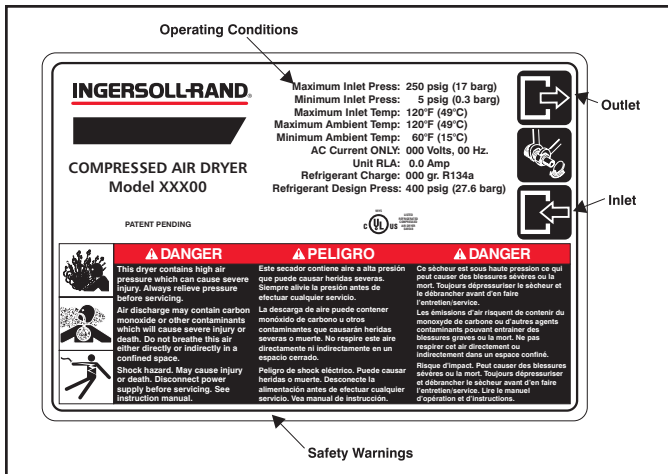 Operating Conditions
INGERSOLL-RAND®
COMPRESSED AIR DRYER
Model XXX00
PATENT PENDING
Maximum Inlet Press: 250 psig (17 barg)
Minimum Inlet Press: 5 psig (0.3 barg)
Maximum Inlet Temp: 120°F (49°C)
Maximum Ambient Temp: 120°F (49°C)
Minimum Ambient Temp: 60°F (15°C)
AC Current ONLY: 000 Volts, 00 Hz.
Unit RLA: 0.0 Amp
Refrigerant Charge: 000 gr. R134a
Refrigerant Design Press: 400 psig (27.6 barg)
C UL US
LISTED
REFRIGERATED
COMPRESSED
AIR DRYER
Outlet
Inlet
DANGER
This dryer contains high air
pressure which can cause severe
injury. Always relieve pressure
before servicing.
Air discharge may contain carbon
monoxide or other contaminants
which will cause severe injury or
death. Do not breathe this air
either directly or indirectly in a
confined space.
Shock hazard. May cause injury
or death. Disconnect power
supply before servicing. See
instruction manual.
PELIGRO
Este secador contiene aire a alta presión
que puede causar heridas severas.
Siempre alivie la presión antes de
efectuar cualquier servicio.
La descarga de aire puede contener
monóxido de carbono u otros
contaminantes que causarán heridas
severas o muerte. No respire este aire
directamente ni indirectamente en un
espacio cerrado.
Peligro de shock eléctrico. Puede causar
heridas o muerte. Desconecte la
alimentación antes de efectuar cualquier
servicio. Vea manual de instrucción.
DANGER
Ce sècheur est sous haute pression ce qui
peut causer des blessures sévères ou la
mort. Toujours dépressuriser le sécheur et
le débrancher avant d'en faire
l'entretien/service.
Les émissions d'air risquent de contenir du
monoxyde de carbone ou d'autres agents
contaminants pouvant entraîner des
blessures graves ou la mort. Ne pas
respirer cet air directement ou
indirectement dans un espace confiné.
Risque d'impact. Peut causer des blessures
sévères ou la mort. Toujours dépressuriser
et débrancher le sècheur avant d'en faire
l'entretien/service. Lire le manuel
d'opération et d'instructions.
Safety Warnings